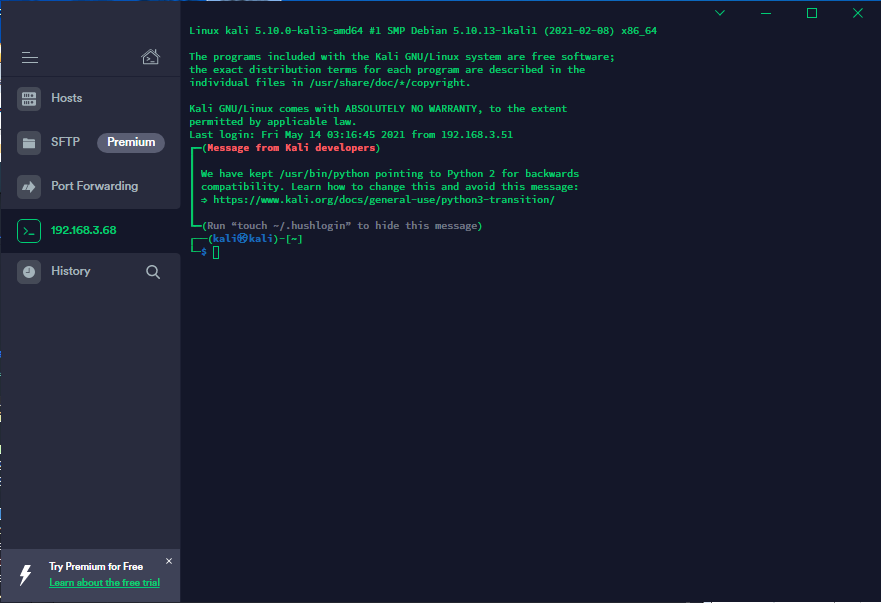 Hosts
SFTP Premium
Port Forwarding
192.168.3.68
History
Try Premium for Free
Learn about the free trial
Linux kali 5.10.0-kali3-amd64 #1 SMP Debian 5.10.13-1kali1 (2021-02-08) x86_64
The programs included with the Kali GNU/Linux system are free software;
the exact distribution terms for each program are described in the
individual files in /usr/share/doc/*/copyright.
Kali GNU/Linux comes with ABSOLUTELY NO WARRANTY, to the extent
permitted by applicable law.
Last login: Fri May 14 03:16:45 2021 from 192.168.3.51
┏━(Message from Kali developers)
┃ We have kept /usr/bin/python pointing to Python 2 for backwards
┃ compatibility. Learn how to change this and avoid this message:
┃ ⇒ https://www.kali.org/docs/general-use/python3-transition/
┗━(Run “touch ~/.hushlogin” to hide this message)
┌──(kali㉿kali)-[~]
└─$